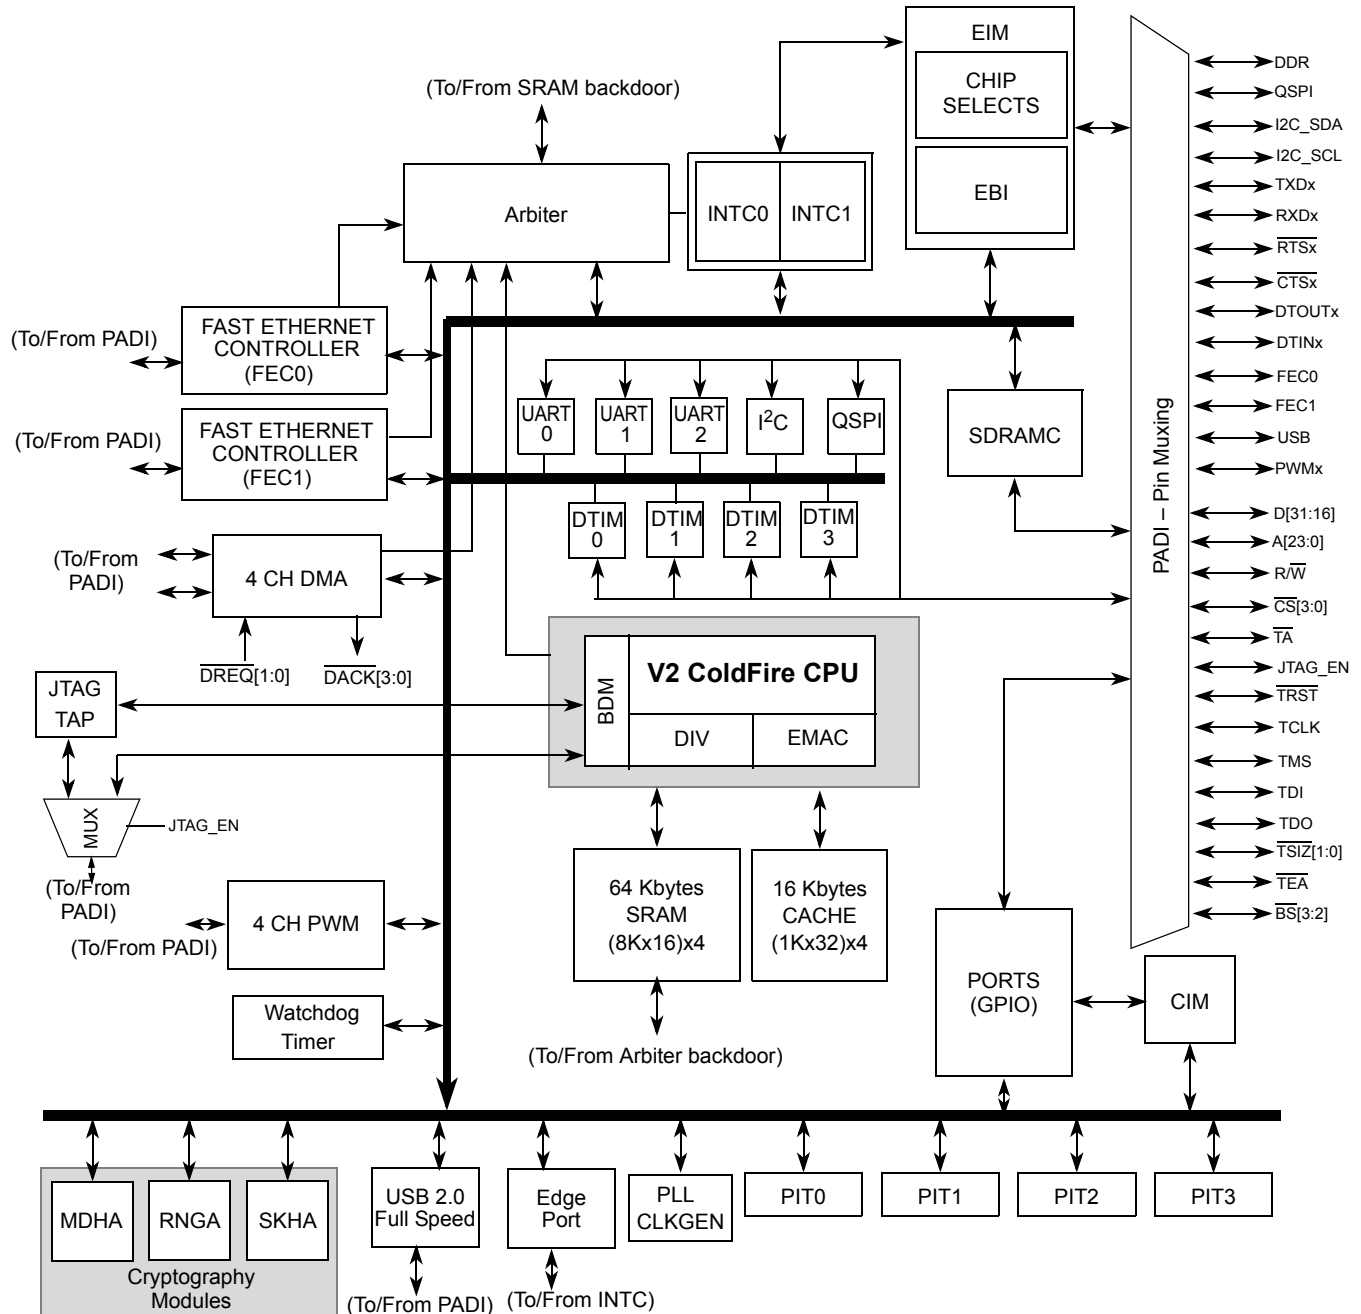 EIM
CHIP
SELECTS
EBI
(To/From SRAM backdoor)
Arbiter
INTC0
INTC1
DDR
QSPI
I2C_SDA
I2C_SCL
TXDx
RXDx
RTSx
CTSx
DTOUTx
DTINx
FEC0
FEC1
USB
PWMx
D[31:16]
A[23:0]
R/W
CS[3:0]
TA
JTAG_EN
TRST
TCLK
TMS
TDI
TDO
TSIZ[1:0]
TEA
BS[3:2]
PADI – Pin Muxing
(To/From PADI)
FAST ETHERNET
CONTROLLER
(FEC0)
(To/From PADI)
FAST ETHERNET
CONTROLLER
(FEC1)
UART
0
UART
1
UART
2
I²C
QSPI
SDRAMC
DTIM
0
DTIM
1
DTIM
2
DTIM
3
(To/From
PADI)
4 CH DMA
DREQ[1:0]
DACK[3:0]
JTAG
TAP
BDM
V2 ColdFire CPU
DIV
EMAC
MUX
JTAG_EN
(To/From
PADI)
4 CH PWM
(To/From PADI)
64 Kbytes
SRAM
(8Kx16)x4
16 Kbytes
CACHE
(1Kx32)x4
PORTS
(GPIO)
CIM
Watchdog
Timer
(To/From Arbiter backdoor)
MDHA
RNGA
SKHA
Cryptography
Modules
USB 2.0
Full Speed
(To/From PADI)
Edge
Port
(To/From INTC)
PLL
CLKGEN
PIT0
PIT1
PIT2
PIT3